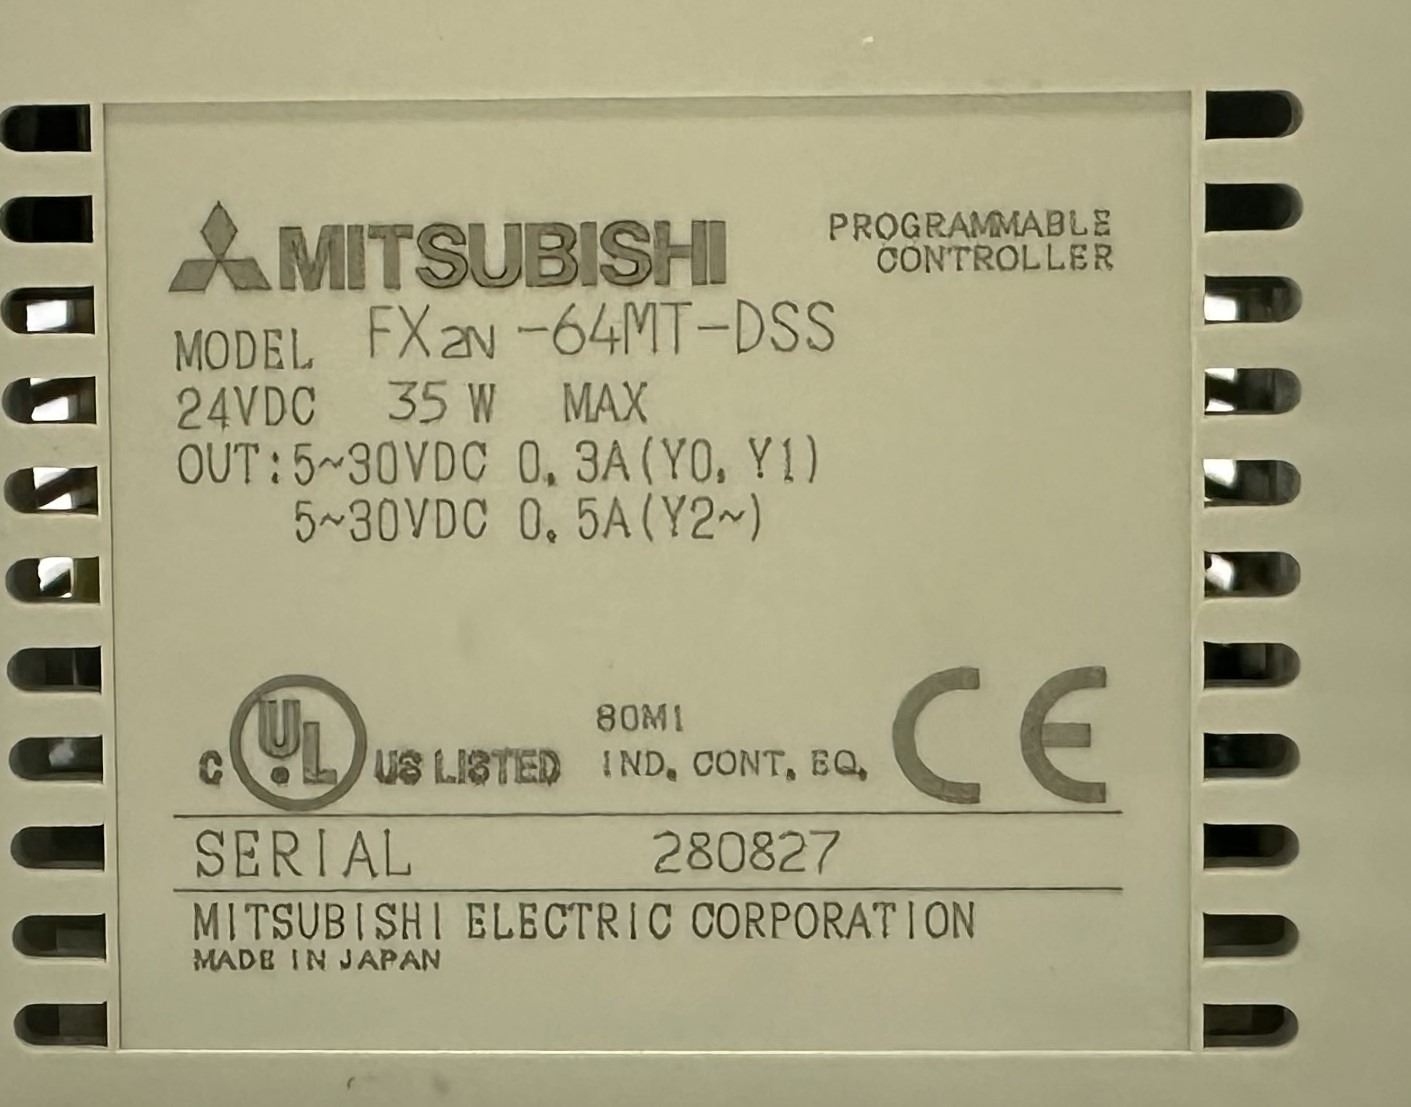 MITSUBISHI
PROGRAMMABLE
CONTROLLER
MODEL FX2N-64MT-DSS
24VDC 35W MAX
OUT:5~30VDC 0.3A(Y0,Y1)
5~30VDC 0.5A(Y2~)
C UL US LISTED
80M1
IND. CONT. EQ.
CE
SERIAL 280827
MITSUBISHI ELECTRIC CORPORATION
MADE IN JAPAN